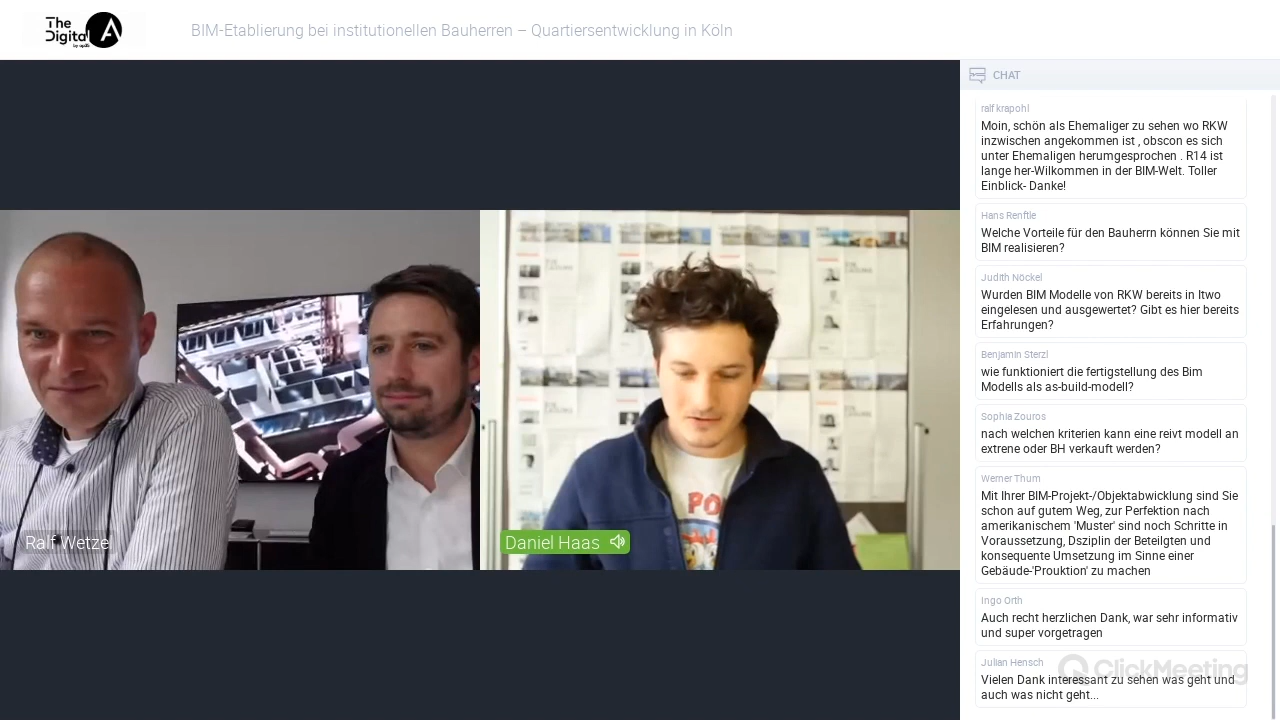 The
Digital A
BIM-Etablierung bei institutionellen Bauherren – Quartiersentwicklung in Köln
CHAT
ralf krapohl
Moin, schön als Ehemaliger zu sehen wo RKW
inzwischen angekommen ist , obscon es sich
unter Ehemaligen herumgesprochen . R14 ist
lange her-Wilkommen in der BIM-Welt. Toller
Einblick- Danke!
Hans Renftle
Welche Vorteile für den Bauherrn können Sie mit
BIM realisieren?
Judith Nöckel
Wurden BIM Modelle von RKW bereits in Itwo
eingelesen und ausgewertet? Gibt es hier bereits
Erfahrungen?
Benjamin Sterzl
wie funktioniert die fertigstellung des Bim
Modells als as-build-modell?
Sophia Zouros
nach welchen kriterien kann eine reivt modell an
extrene oder BH verkauft werden?
Werner Thum
Mit Ihrer BIM-Projekt-/Objektabwicklung sind Sie
schon auf gutem Weg, zur Perfektion nach
amerikanischem 'Muster' sind noch Schritte in
Voraussetzung, Dsziplin der Beteilgten und
konsequente Umsetzung im Sinne einer
Gebäude-'Prouktion' zu machen
Ingo Orth
Auch recht herzlichen Dank, war sehr informativ
und super vorgetragen
Julian Hensch
Vielen Dank interessant zu sehen was geht und
auch was nicht geht...
ClickMeeting
Ralf Wetzel
Daniel Haas
PO